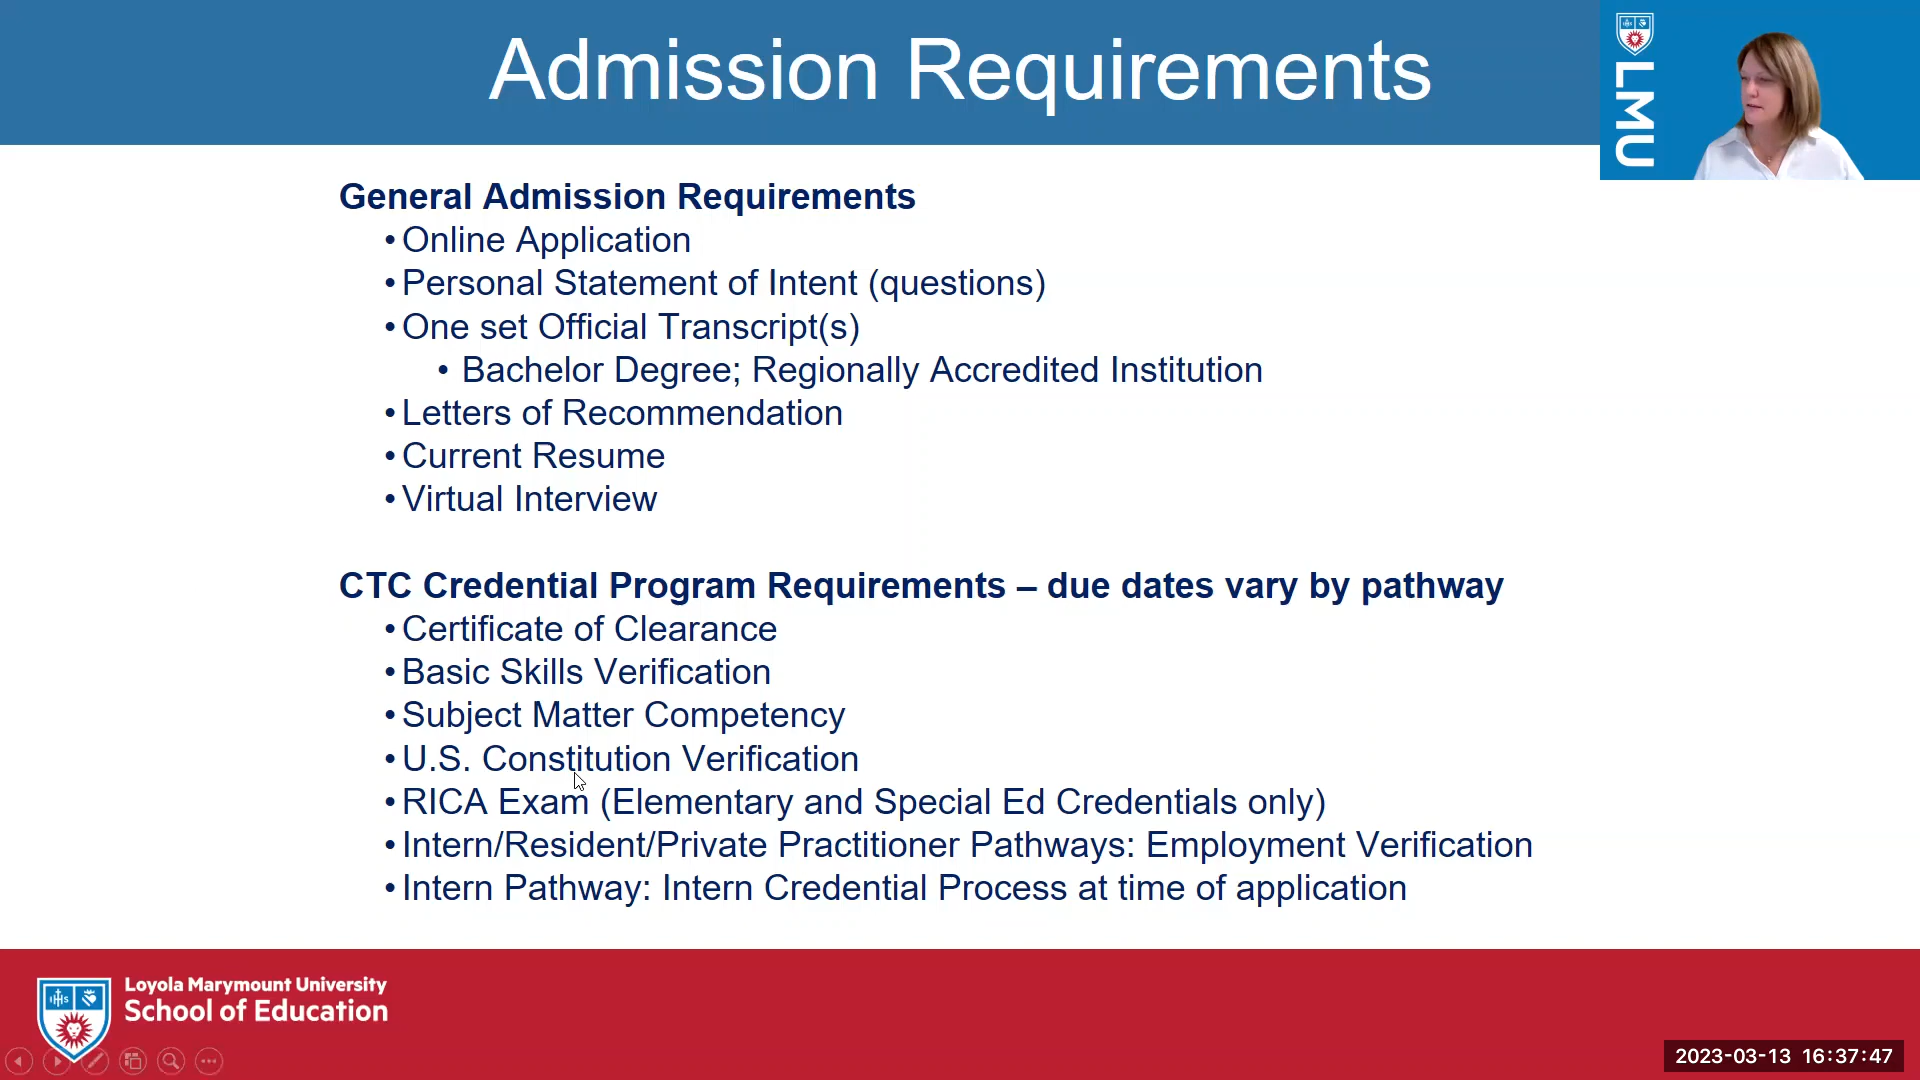 Admission Requirements
LMU
General Admission Requirements
• Online Application
• Personal Statement of Intent (questions)
• One set Official Transcript(s)
• Bachelor Degree; Regionally Accredited Institution
• Letters of Recommendation
• Current Resume
• Virtual Interview
CTC Credential Program Requirements – due dates vary by pathway
• Certificate of Clearance
• Basic Skills Verification
• Subject Matter Competency
• U.S. Constitution Verification
• RICA Exam (Elementary and Special Ed Credentials only)
• Intern/Resident/Private Practitioner Pathways: Employment Verification
• Intern Pathway: Intern Credential Process at time of application
Loyola Marymount University
School of Education
2023-03-13 16:37:47